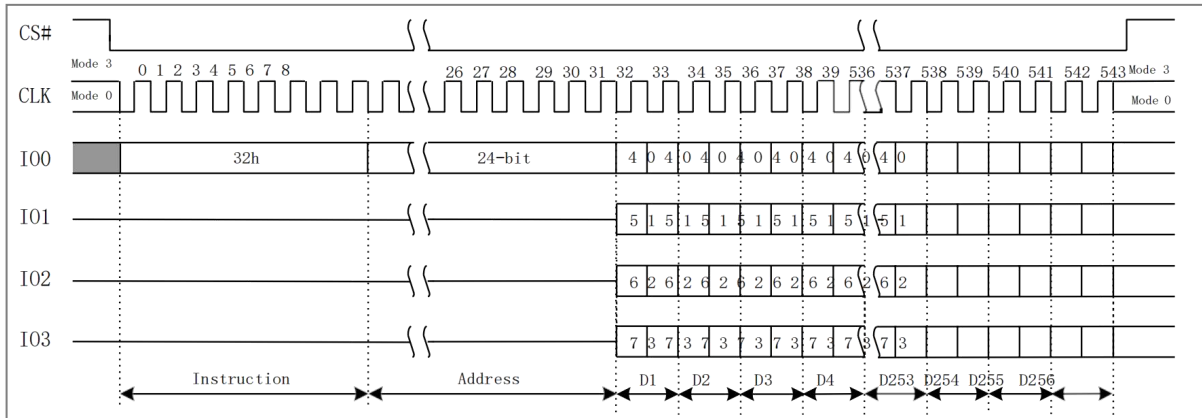 CS#
Mode 3 0 1 2 3 4 5 6 7 8 26 27 28 29 30 31 32 33 34 35 36 37 38 39 536 537 538 539 540 541 542 543 Mode 3
CLK Mode 0 Mode 0
IO0 32h 24-bit 4 0 4 0 4 0 4 0 4 0 4 0 4 0 4 0
IO1 5 1 5 1 5 1 5 1 5 1 5 1 5 1 5 1
IO2 6 2 6 2 6 2 6 2 6 2 6 2 6 2 6 2
IO3 7 3 7 3 7 3 7 3 7 3 7 3 7 3 7 3
Instruction Address D1 D2 D3 D4 D253 D254 D255 D256